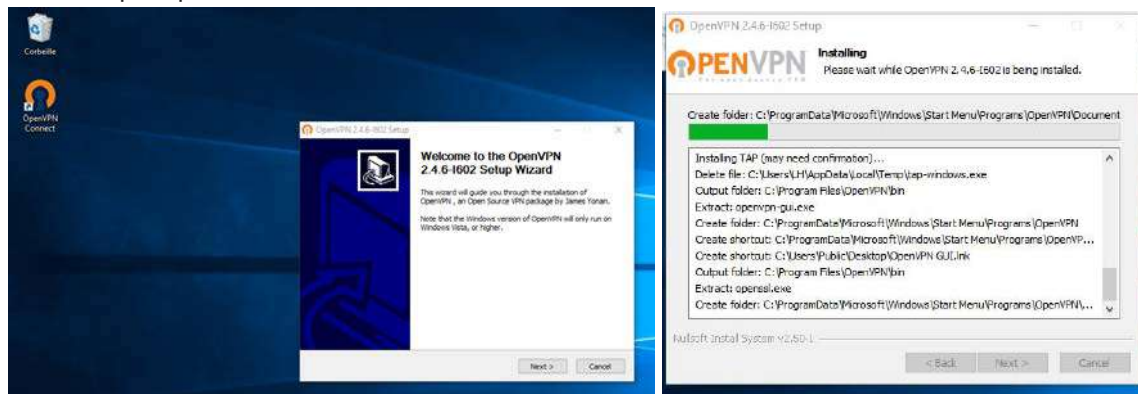 Corbeille
OpenVPN
Connect
OpenVPN 2.4.6-I602 Setup
Welcome to the OpenVPN
2.4.6-I602 Setup Wizard
This wizard will guide you through the installation of
OpenVPN , an Open Source VPN package by James Yonan.
Note that the Windows version of OpenVPN will only run on
Windows Vista, or higher.
Next >
Cancel
OpenVPN 2.4.6-I602 Setup
OPENVPN
Installing
Please wait while OpenVPN 2.4.6-I602 is being installed.
Create folder: C:\ProgramData\Microsoft\Windows\Start Menu\Programs\OpenVPN\Document
Installing TAP (may need confirmation)...
Delete file: C:\Users\LH\AppData\Local\Temp\tap-windows.exe
Output folder: C:\Program Files\OpenVPN\bin
Extract: openvpn-gui.exe
Create folder: C:\ProgramData\Microsoft\Windows\Start Menu\Programs\OpenVPN
Create shortcut: C:\ProgramData\Microsoft\Windows\Start Menu\Programs\OpenVP...
Create shortcut: C:\Users\Public\Desktop\OpenVPN GUI.lnk
Output folder: C:\Program Files\OpenVPN\bin
Extract: openssl.exe
Create folder: C:\ProgramData\Microsoft\Windows\Start Menu\Programs\OpenVPN\...
Nullsoft Install System v2.50-1
< Back
Next >
Cancel